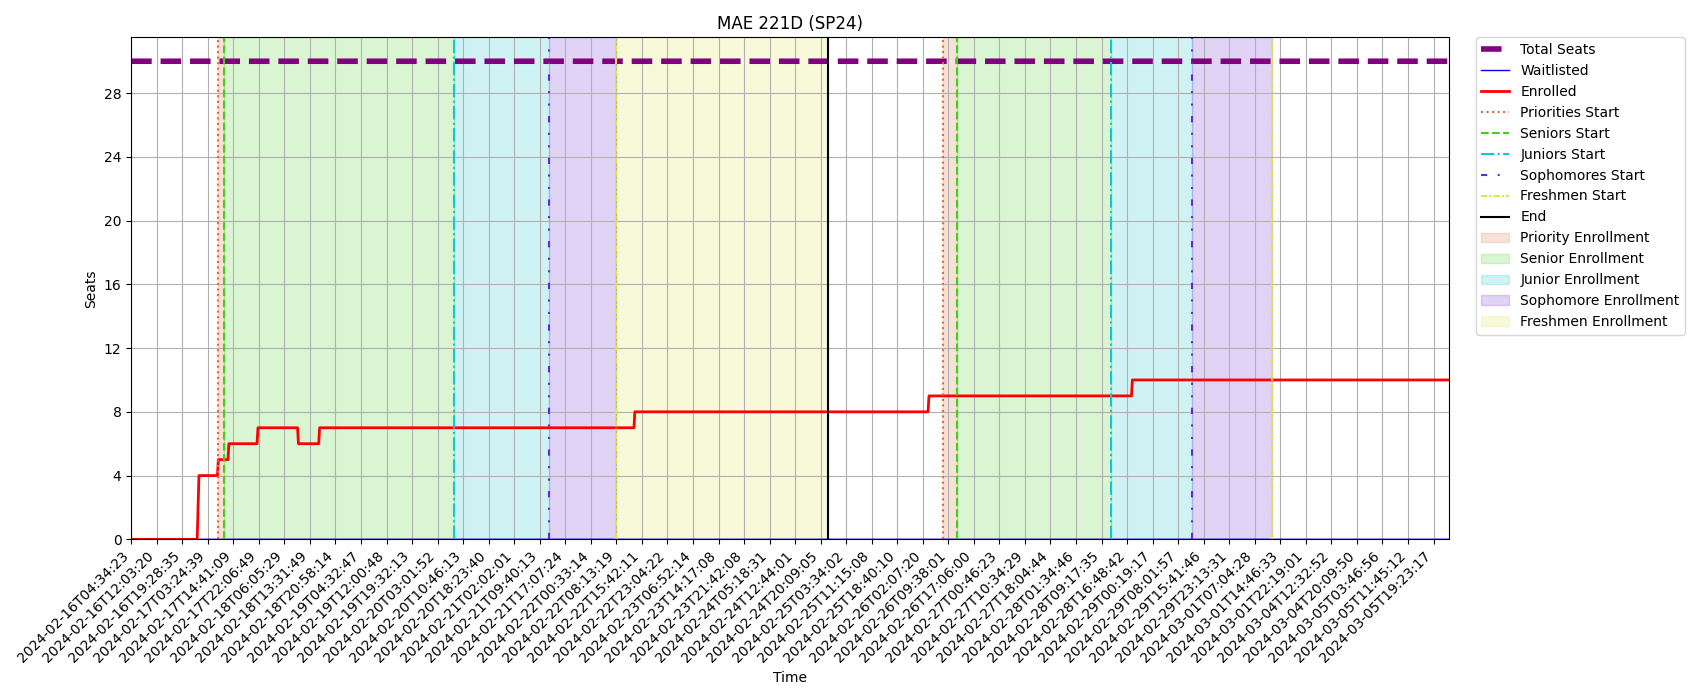 MAE 221D (SP24)
Total Seats
Waitlisted
Enrolled
Priorities Start
Seniors Start
Juniors Start
Sophomores Start
Freshmen Start
End
Priority Enrollment
Senior Enrollment
Junior Enrollment
Sophomore Enrollment
Freshmen Enrollment
Seats
28
24
20
16
12
8
4
0
2024-02-16T04:34:23
2024-02-16T12:03:20
2024-02-16T19:28:35
2024-02-17T03:24:39
2024-02-17T14:41:09
2024-02-17T22:06:49
2024-02-18T06:05:29
2024-02-18T13:31:49
2024-02-18T20:58:14
2024-02-19T04:32:47
2024-02-19T12:00:48
2024-02-19T19:32:13
2024-02-20T03:01:52
2024-02-20T10:46:13
2024-02-20T18:23:40
2024-02-21T02:02:01
2024-02-21T09:40:13
2024-02-21T17:07:24
2024-02-22T00:33:14
2024-02-22T08:13:19
2024-02-22T15:42:11
2024-02-22T23:04:22
2024-02-23T06:52:14
2024-02-23T14:17:08
2024-02-23T21:42:08
2024-02-24T05:18:31
2024-02-24T12:44:01
2024-02-24T20:09:05
2024-02-25T03:34:02
2024-02-25T11:15:08
2024-02-25T18:40:10
2024-02-26T02:07:20
2024-02-26T09:38:01
2024-02-26T17:06:00
2024-02-27T00:46:23
2024-02-27T10:34:29
2024-02-27T18:04:44
2024-02-28T01:34:46
2024-02-28T09:17:35
2024-02-28T16:48:42
2024-02-29T00:19:17
2024-02-29T08:01:57
2024-02-29T15:41:46
2024-02-29T23:13:31
2024-03-01T07:04:28
2024-03-01T14:46:33
2024-03-01T22:19:01
2024-03-04T12:32:52
2024-03-04T20:09:50
2024-03-05T03:46:56
2024-03-05T11:45:12
2024-03-05T19:23:17
Time